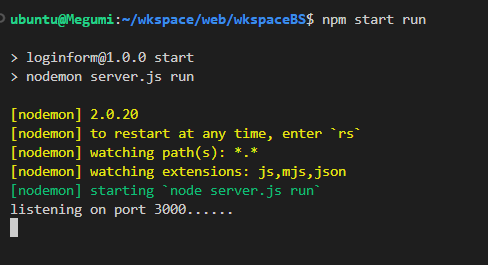 ubuntu@Megumi:~/wkspace/web/wkspaceBS$ npm start run
> loginform@1.0.0 start
> nodemon server.js run
[nodemon] 2.0.20
[nodemon] to restart at any time, enter `rs`
[nodemon] watching path(s): *.*
[nodemon] watching extensions: js,mjs,json
[nodemon] starting `node server.js run`
listening on port 3000......